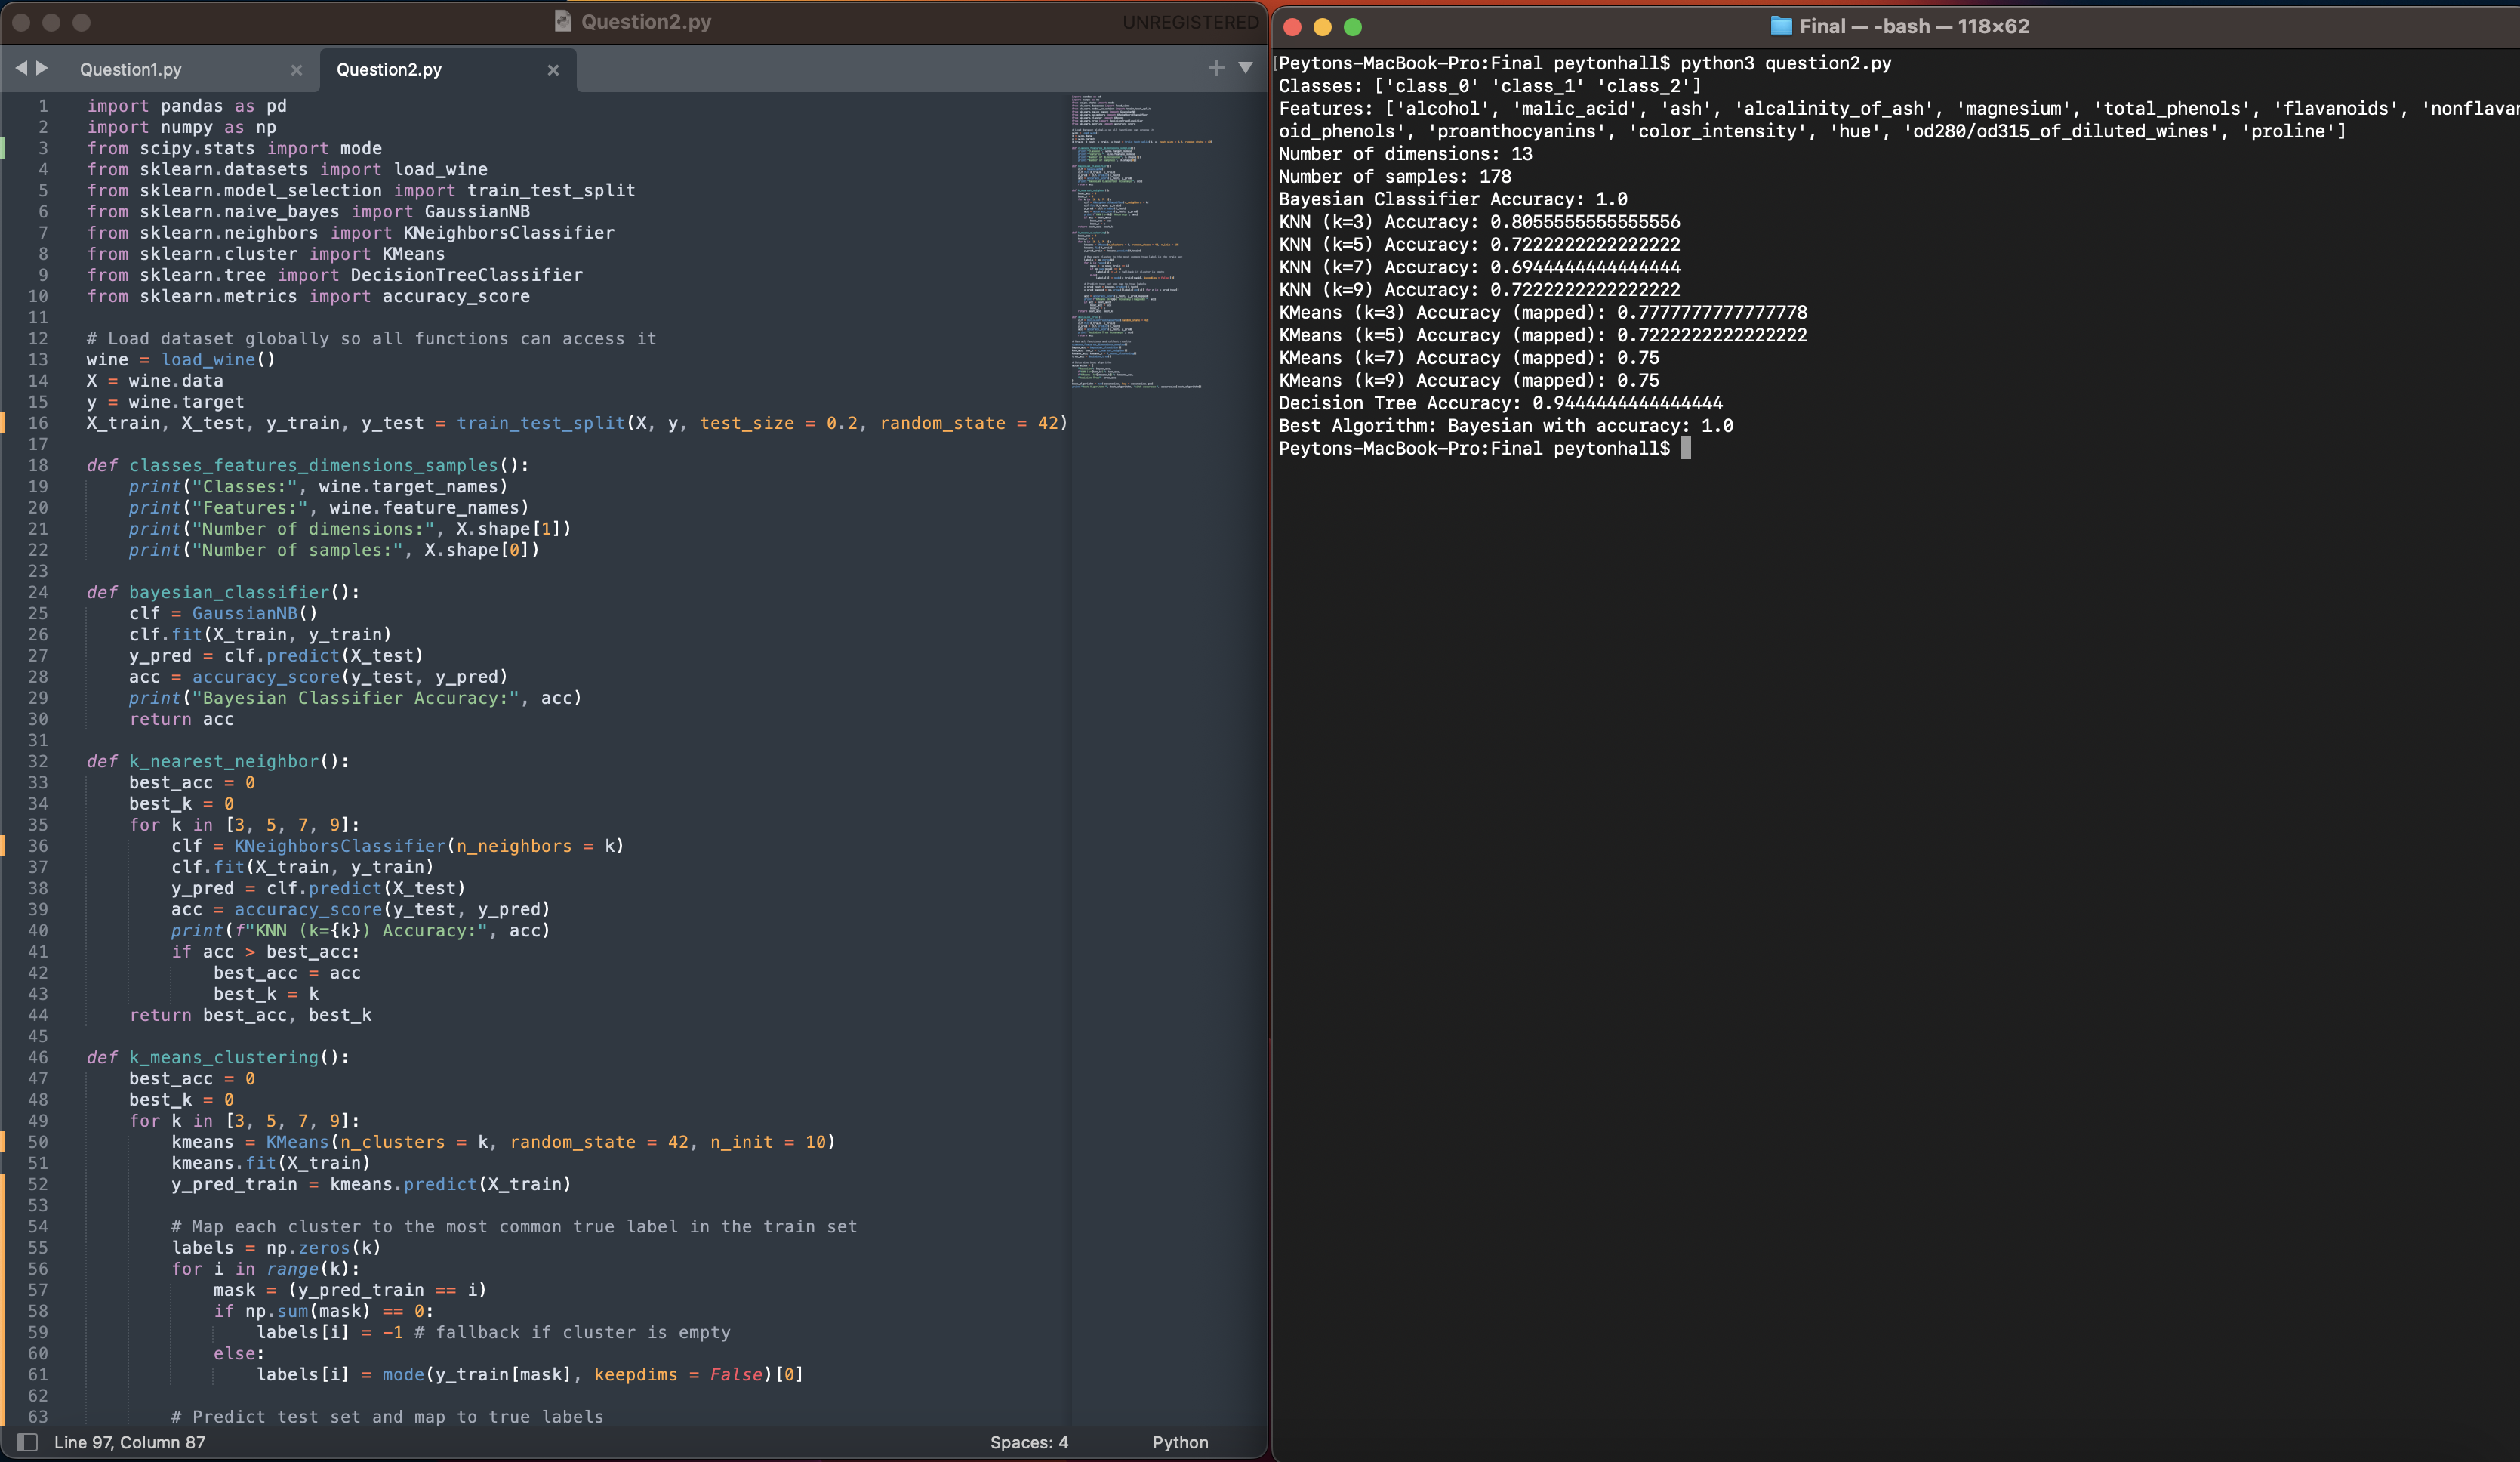 Question2.py
UNREGISTERED
Question1.py
Question2.py
1 import pandas as pd
2 import numpy as np
3 from scipy.stats import mode
4 from sklearn.datasets import load_wine
5 from sklearn.model_selection import train_test_split
6 from sklearn.naive_bayes import GaussianNB
7 from sklearn.neighbors import KNeighborsClassifier
8 from sklearn.cluster import KMeans
9 from sklearn.tree import DecisionTreeClassifier
10 from sklearn.metrics import accuracy_score
11
12 # Load dataset globally so all functions can access it
13 wine = load_wine()
14 X = wine.data
15 y = wine.target
16 X_train, X_test, y_train, y_test = train_test_split(X, y, test_size = 0.2, random_state = 42)
17
18 def classes_features_dimensions_samples():
19     print("Classes:", wine.target_names)
20     print("Features:", wine.feature_names)
21     print("Number of dimensions:", X.shape[1])
22     print("Number of samples:", X.shape[0])
23
24 def bayesian_classifier():
25     clf = GaussianNB()
26     clf.fit(X_train, y_train)
27     y_pred = clf.predict(X_test)
28     acc = accuracy_score(y_test, y_pred)
29     print("Bayesian Classifier Accuracy:", acc)
30     return acc
31
32 def k_nearest_neighbor():
33     best_acc = 0
34     best_k = 0
35     for k in [3, 5, 7, 9]:
36         clf = KNeighborsClassifier(n_neighbors = k)
37         clf.fit(X_train, y_train)
38         y_pred = clf.predict(X_test)
39         acc = accuracy_score(y_test, y_pred)
40         print(f"KNN (k={k}) Accuracy:", acc)
41         if acc > best_acc:
42             best_acc = acc
43             best_k = k
44     return best_acc, best_k
45
46 def k_means_clustering():
47     best_acc = 0
48     best_k = 0
49     for k in [3, 5, 7, 9]:
50         kmeans = KMeans(n_clusters = k, random_state = 42, n_init = 10)
51         kmeans.fit(X_train)
52         y_pred_train = kmeans.predict(X_train)
53
54         # Map each cluster to the most common true label in the train set
55         labels = np.zeros(k)
56         for i in range(k):
57             mask = (y_pred_train == i)
58             if np.sum(mask) == 0:
59                 labels[i] = -1 # fallback if cluster is empty
60             else:
61                 labels[i] = mode(y_train[mask], keepdims = False)[0]
62
63         # Predict test set and map to true labels
Line 97, Column 87
Spaces: 4
Python
Final — -bash — 118×62
[Peytons-MacBook-Pro:Final peytonhall$ python3 question2.py
Classes: ['class_0' 'class_1' 'class_2']
Features: ['alcohol', 'malic_acid', 'ash', 'alcalinity_of_ash', 'magnesium', 'total_phenols', 'flavanoids', 'nonflavan
oid_phenols', 'proanthocyanins', 'color_intensity', 'hue', 'od280/od315_of_diluted_wines', 'proline']
Number of dimensions: 13
Number of samples: 178
Bayesian Classifier Accuracy: 1.0
KNN (k=3) Accuracy: 0.8055555555555556
KNN (k=5) Accuracy: 0.7222222222222222
KNN (k=7) Accuracy: 0.6944444444444444
KNN (k=9) Accuracy: 0.7222222222222222
KMeans (k=3) Accuracy (mapped): 0.7777777777777778
KMeans (k=5) Accuracy (mapped): 0.7222222222222222
KMeans (k=7) Accuracy (mapped): 0.75
KMeans (k=9) Accuracy (mapped): 0.75
Decision Tree Accuracy: 0.9444444444444444
Best Algorithm: Bayesian with accuracy: 1.0
Peytons-MacBook-Pro:Final peytonhall$